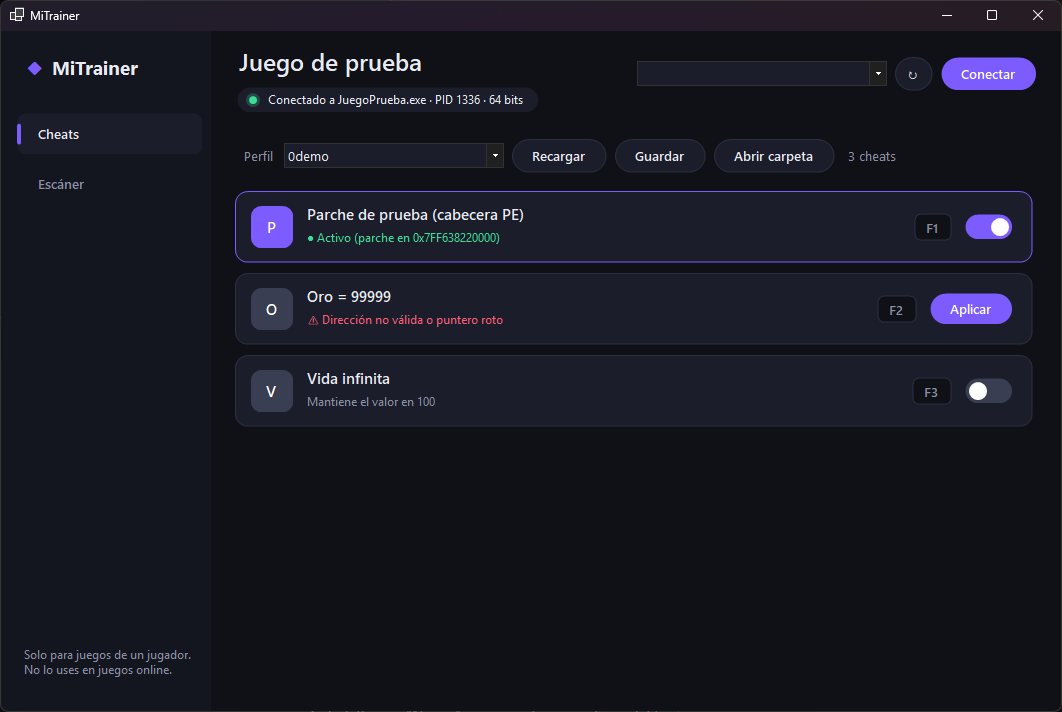 MiTrainer
MiTrainer
Cheats
Escáner
Solo para juegos de un jugador.
No lo uses en juegos online.
Juego de prueba
Conectado a JuegoPrueba.exe · PID 1336 · 64 bits
Conectar
Perfil 0demo Recargar Guardar Abrir carpeta 3 cheats
P
Parche de prueba (cabecera PE)
● Activo (parche en 0x7FF638220000)
F1
O
Oro = 99999
⚠ Dirección no válida o puntero roto
F2 Aplicar
V
Vida infinita
Mantiene el valor en 100
F3